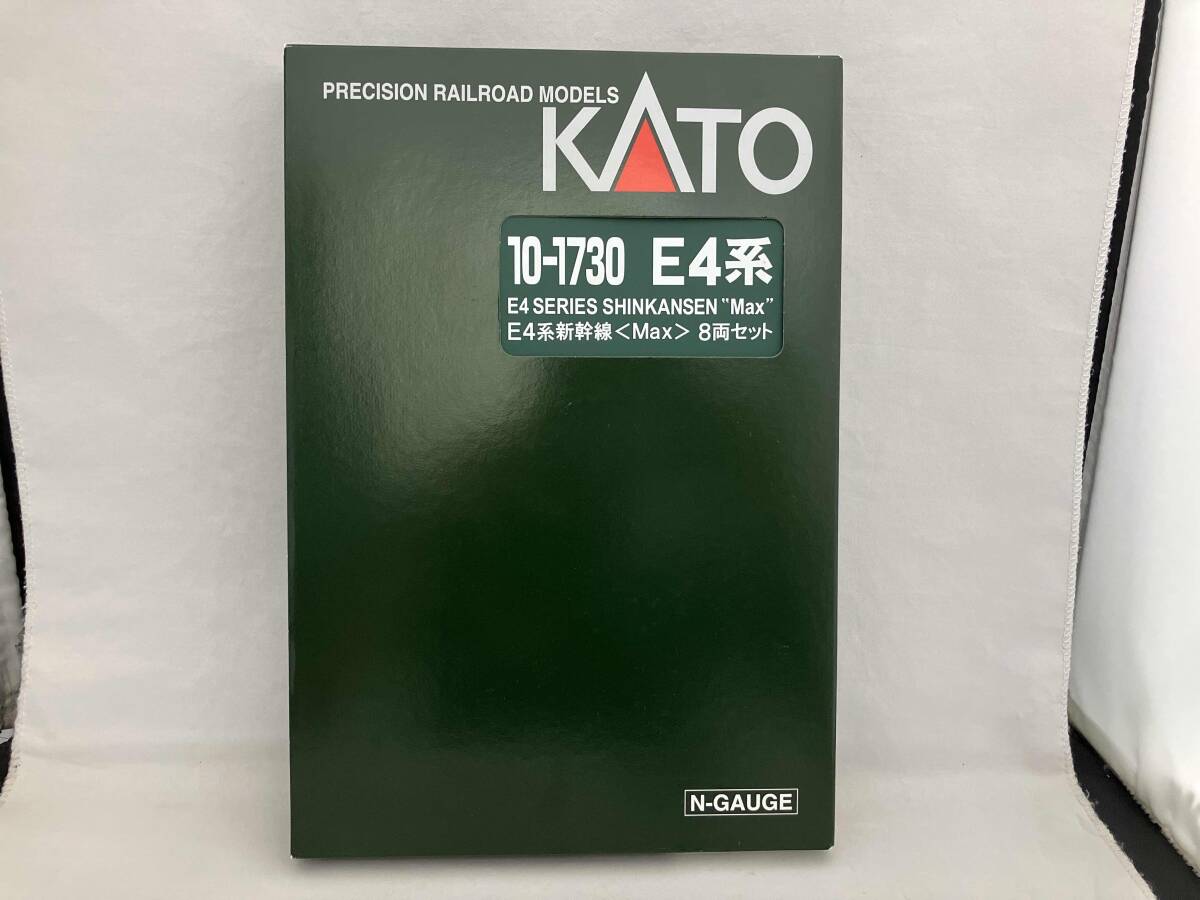 PRECISION RAILROAD MODELS
KATO
10-1730 E4系
E4 SERIES SHINKANSEN "Max"
E4系新幹線＜Max＞ 8両セット
N-GAUGE